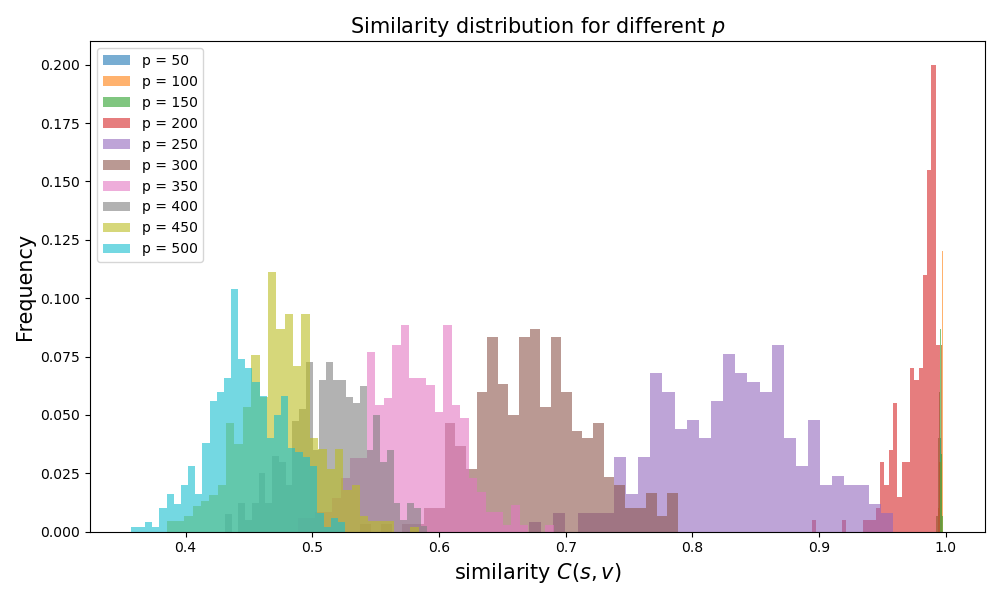 Similarity distribution for different p
Frequency
0.200
0.175
0.150
0.125
0.100
0.075
0.050
0.025
0.000
p = 50
p = 100
p = 150
p = 200
p = 250
p = 300
p = 350
p = 400
p = 450
p = 500
0.4 0.5 0.6 0.7 0.8 0.9 1.0
similarity C(s, v)